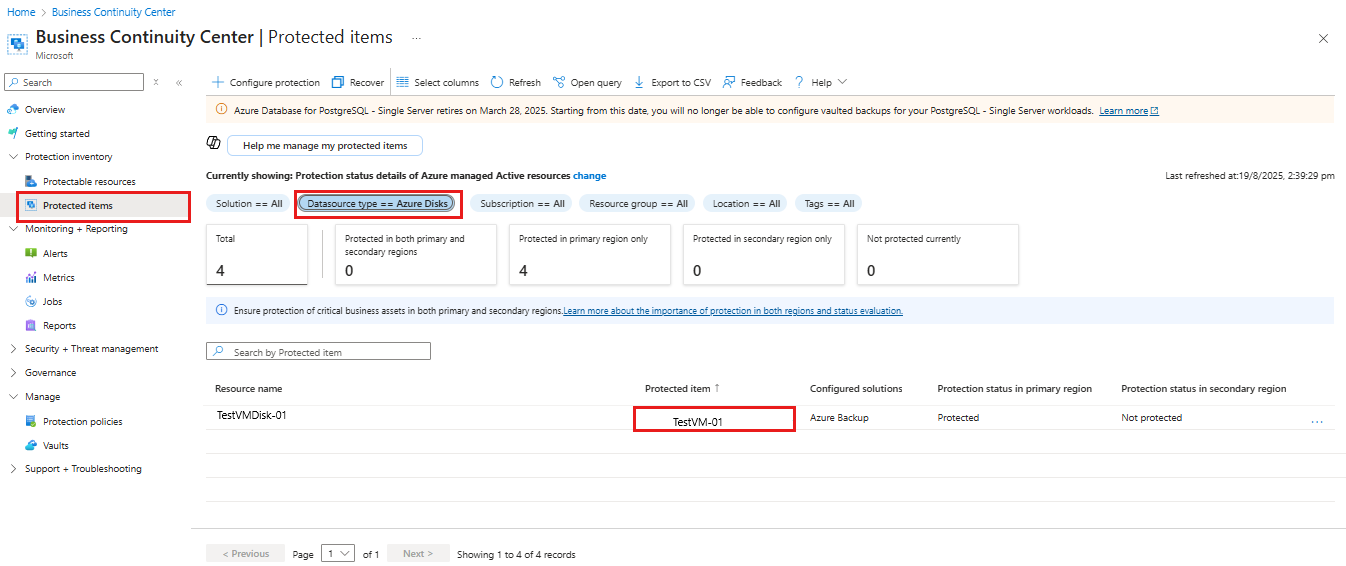 Home > Business Continuity Center
Business Continuity Center | Protected items ...
Microsoft
Search
Overview
Getting started
Protection inventory
Protectable resources
Protected items
Monitoring + Reporting
Alerts
Metrics
Jobs
Reports
Security + Threat management
Governance
Manage
Protection policies
Vaults
Support + Troubleshooting
Configure protection Recover Select columns Refresh Open query Export to CSV Feedback Help
Azure Database for PostgreSQL - Single Server retires on March 28, 2025. Starting from this date, you will no longer be able to configure vaulted backups for your PostgreSQL - Single Server workloads. Learn more
Help me manage my protected items
Currently showing: Protection status details of Azure managed Active resources change
Last refreshed at:19/8/2025, 2:39:29 pm
Solution == All Datasource type == Azure Disks Subscription == All Resource group == All Location == All Tags == All
Total
4
Protected in both primary and
secondary regions
0
Protected in primary region only
4
Protected in secondary region only
0
Not protected currently
0
Ensure protection of critical business assets in both primary and secondary regions.Learn more about the importance of protection in both regions and status evaluation.
Search by Protected item
Resource name Protected item ↑ Configured solutions Protection status in primary region Protection status in secondary region
TestVMDisk-01 TestVM-01 Azure Backup Protected Not protected ...
< Previous Page 1 of 1 Next > Showing 1 to 4 of 4 records